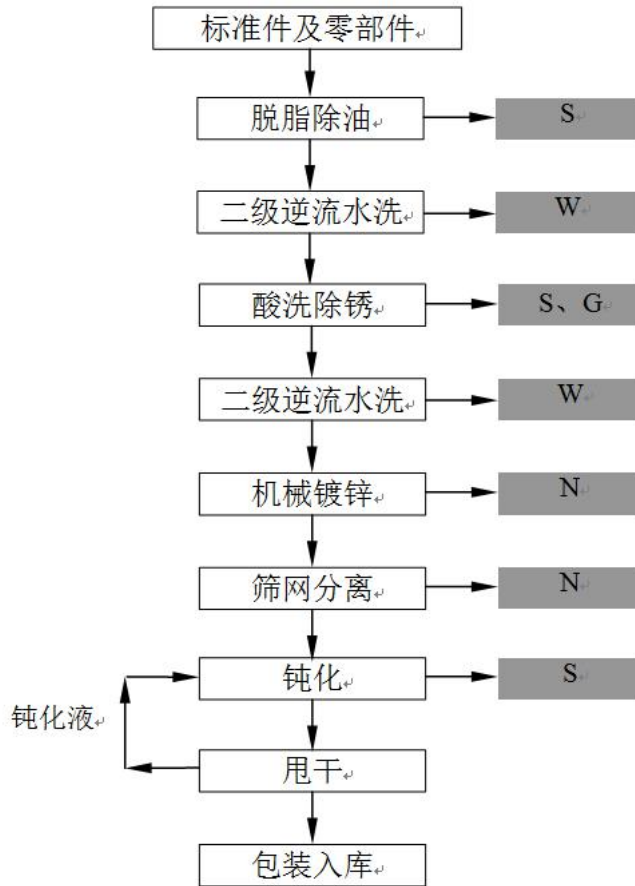 标准件及零部件
脱脂除油
S
二级逆流水洗
W
酸洗除锈
S、G
二级逆流水洗
W
机械镀锌
N
筛网分离
N
钝化
S
钝化液
甩干
包装入库